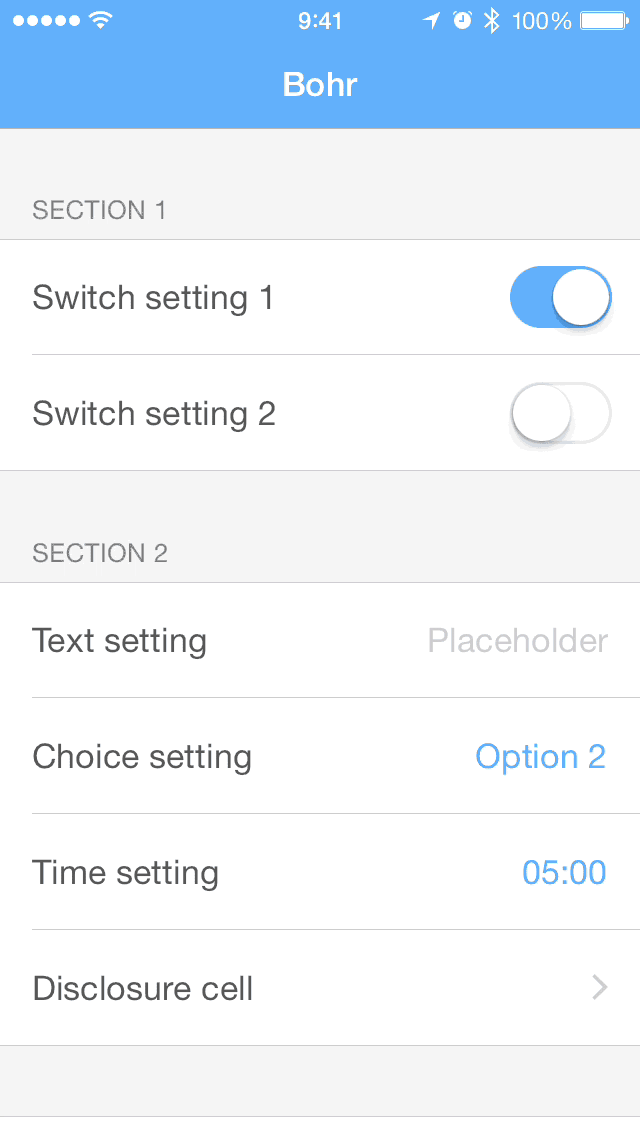 9:41 100%
Bohr
SECTION 1
Switch setting 1
Switch setting 2
SECTION 2
Text setting Placeholder
Choice setting Option 2
Time setting 05:00
Disclosure cell